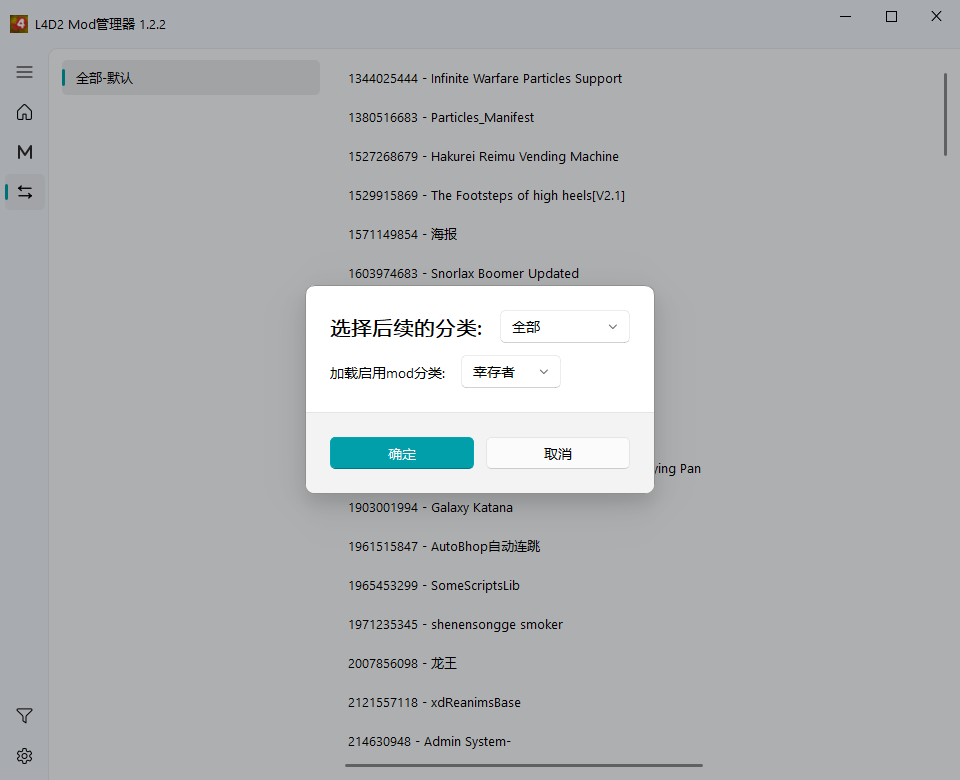 L4D2 Mod管理器 1.2.2
全部-默认
1344025444 - Infinite Warfare Particles Support
1380516683 - Particles_Manifest
1527268679 - Hakurei Reimu Vending Machine
1529915869 - The Footsteps of high heels[V2.1]
1571149854 - 海报
1603974683 - Snorlax Boomer Updated
选择后续的分类: 全部
加载启用mod分类: 幸存者
确定 取消
ying Pan
1903001994 - Galaxy Katana
1961515847 - AutoBhop自动连跳
1965453299 - SomeScriptsLib
1971235345 - shenensongge smoker
2007856098 - 龙王
2121557118 - xdReanimsBase
214630948 - Admin System-